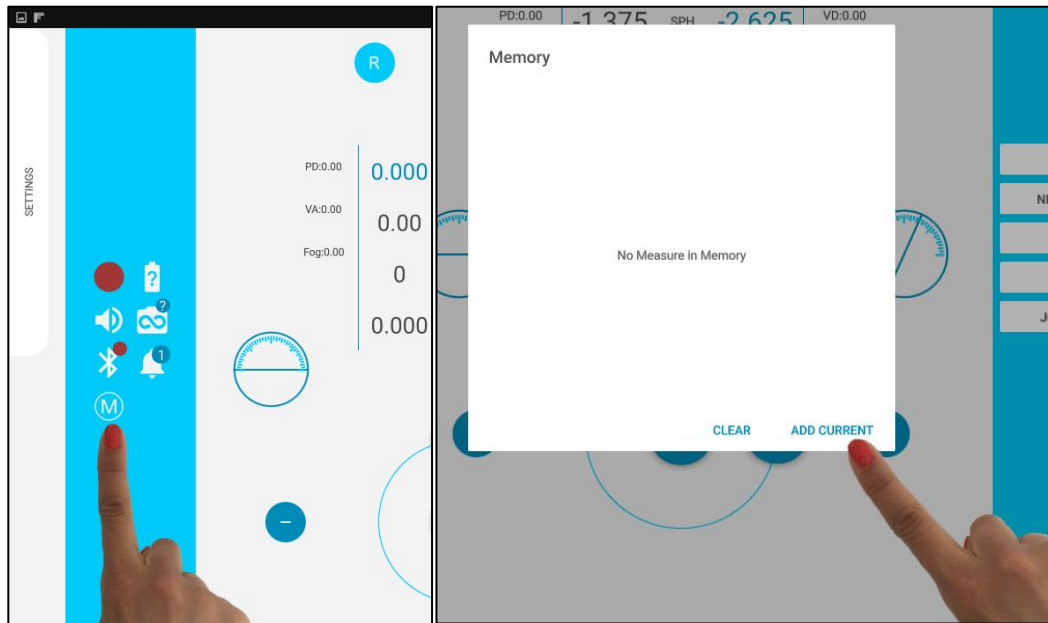 SETTINGS
R
PD:0.00
0.000
VA:0.00
0.00
Fog:0.00
0
0.000
?
?
1
M
−
PD:0.00
-1.375 SPH -2.625
VD:0.00
Memory
No Measure in Memory
CLEAR ADD CURRENT